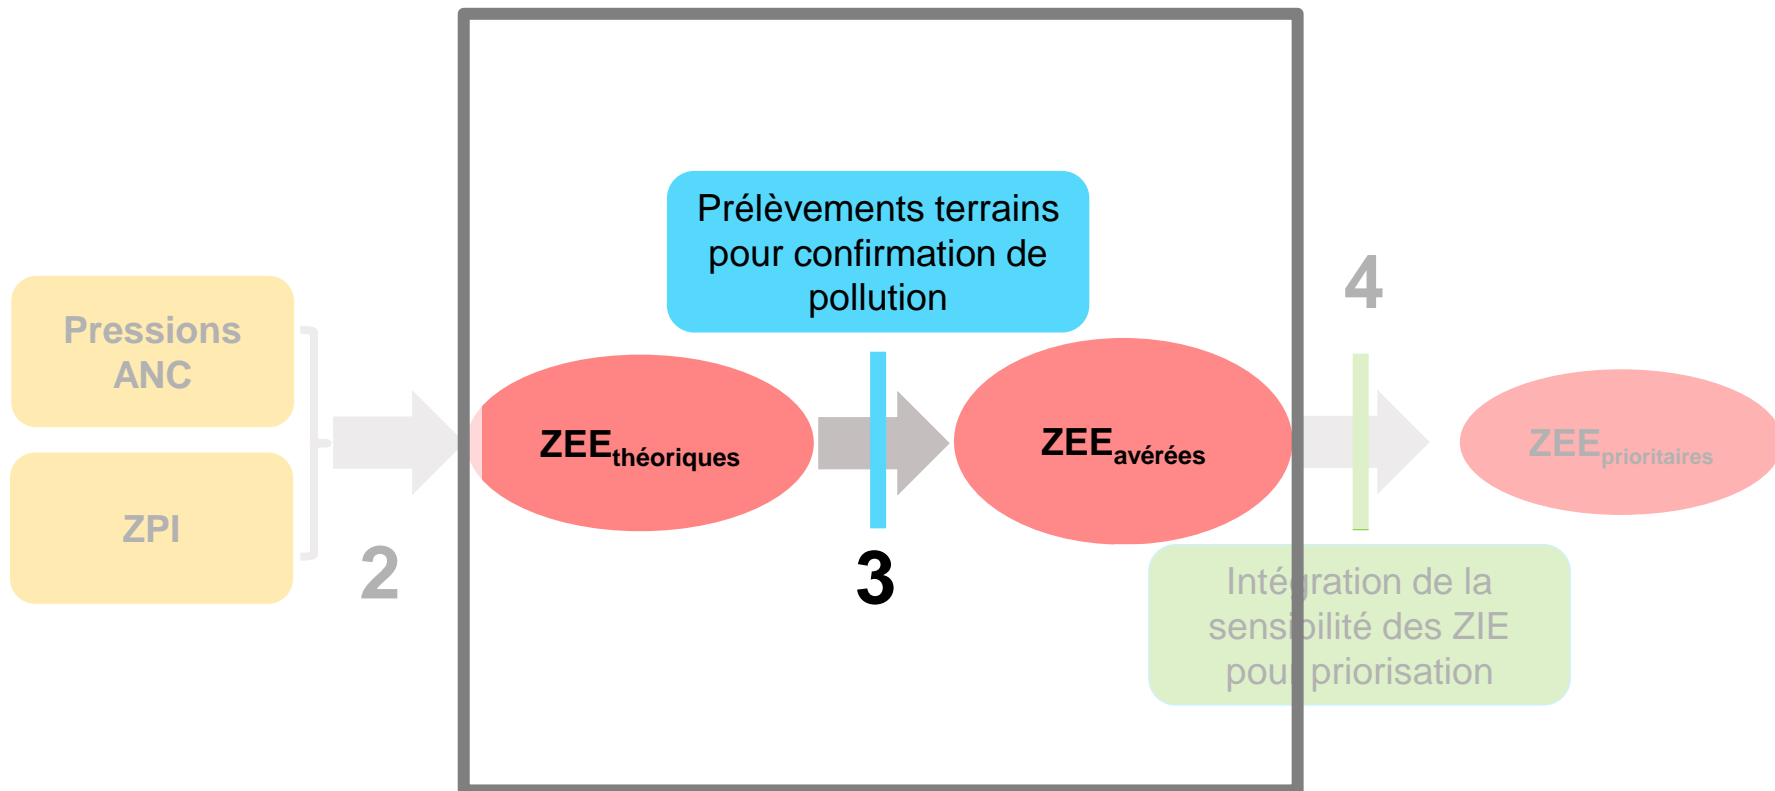 Pressions
ANC
ZPI
2
ZEEthéoriques
Prélèvements terrains
pour confirmation de
pollution
3
ZEEavérées
4
Intégration de la
sensibilité des ZIE
pour priorisation
ZEEprioritaires